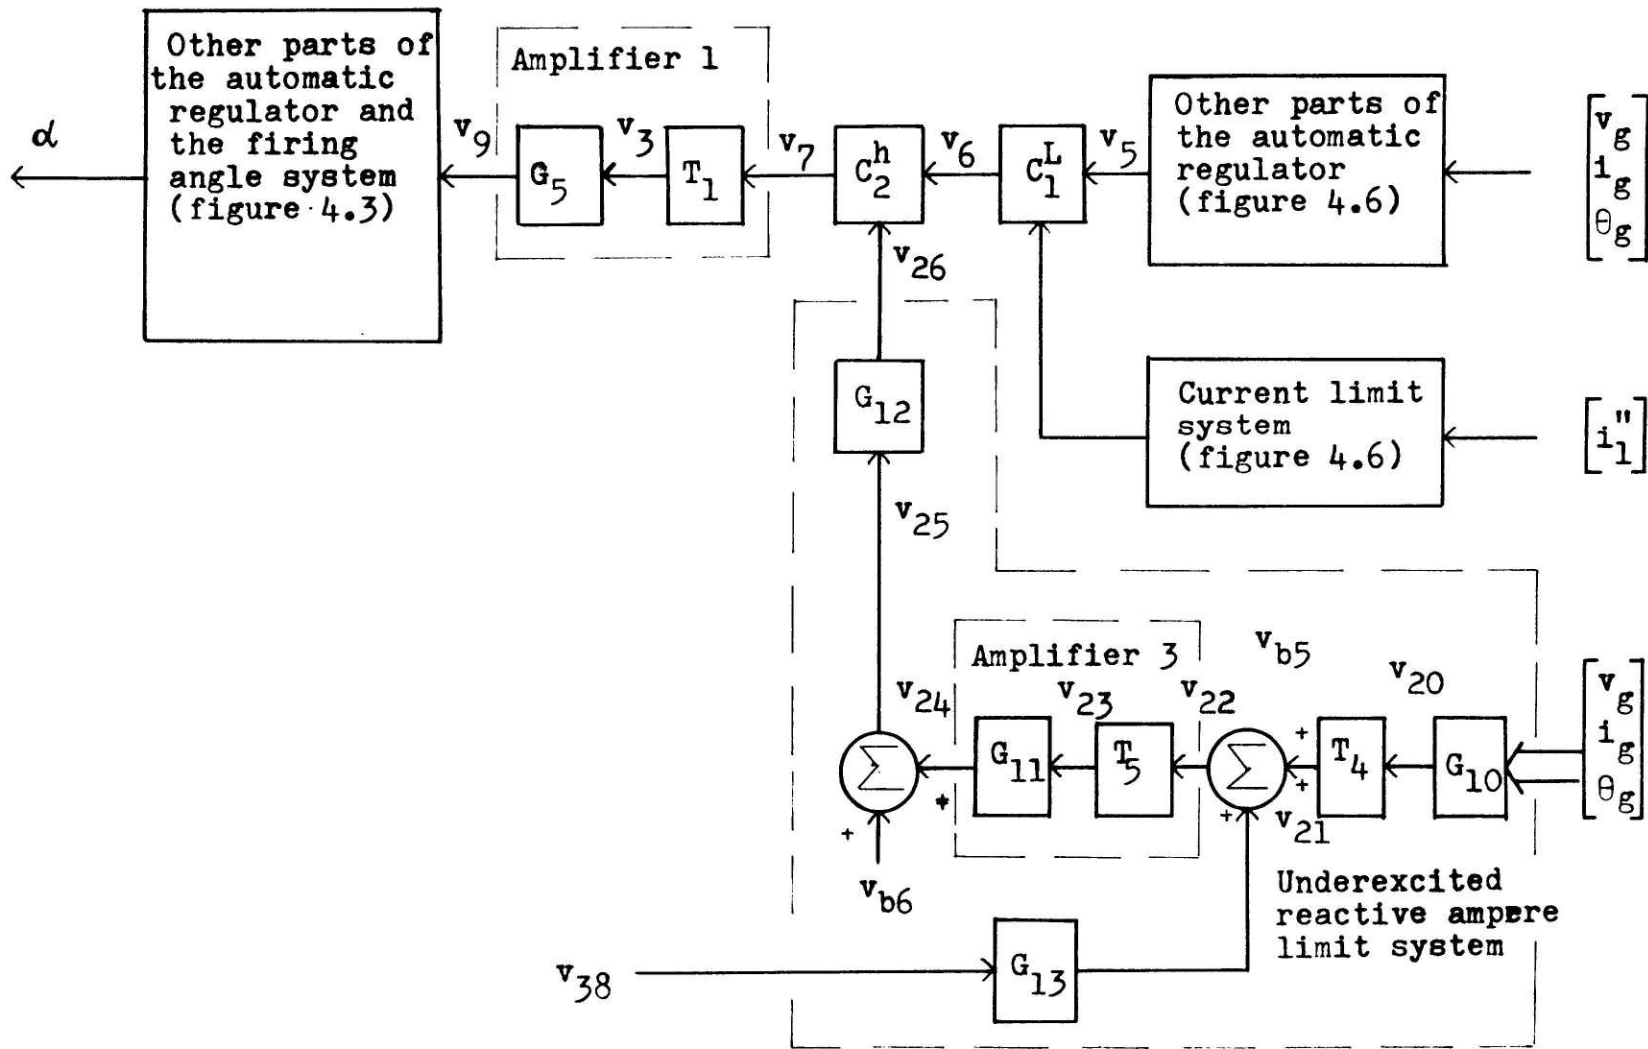 Other parts of
the automatic
regulator and
the firing
angle system
(figure 4.3)
Amplifier 1
Other parts of
the automatic
regulator
(figure 4.6)
α
v9
G5
v3
T1
v7
C2^h
v6
C1^L
v5
[vg
ig
θg]
v26
G12
Current limit
system
(figure 4.6)
[i1"]
v25
Amplifier 3
vb5
v24
v23
v22
v20
[vg
ig
θg]
Σ
G11
T5
Σ
+
+
T4
G10
+
*
+
v21
vb6
Underexcited
reactive ampere
limit system
v38
G13